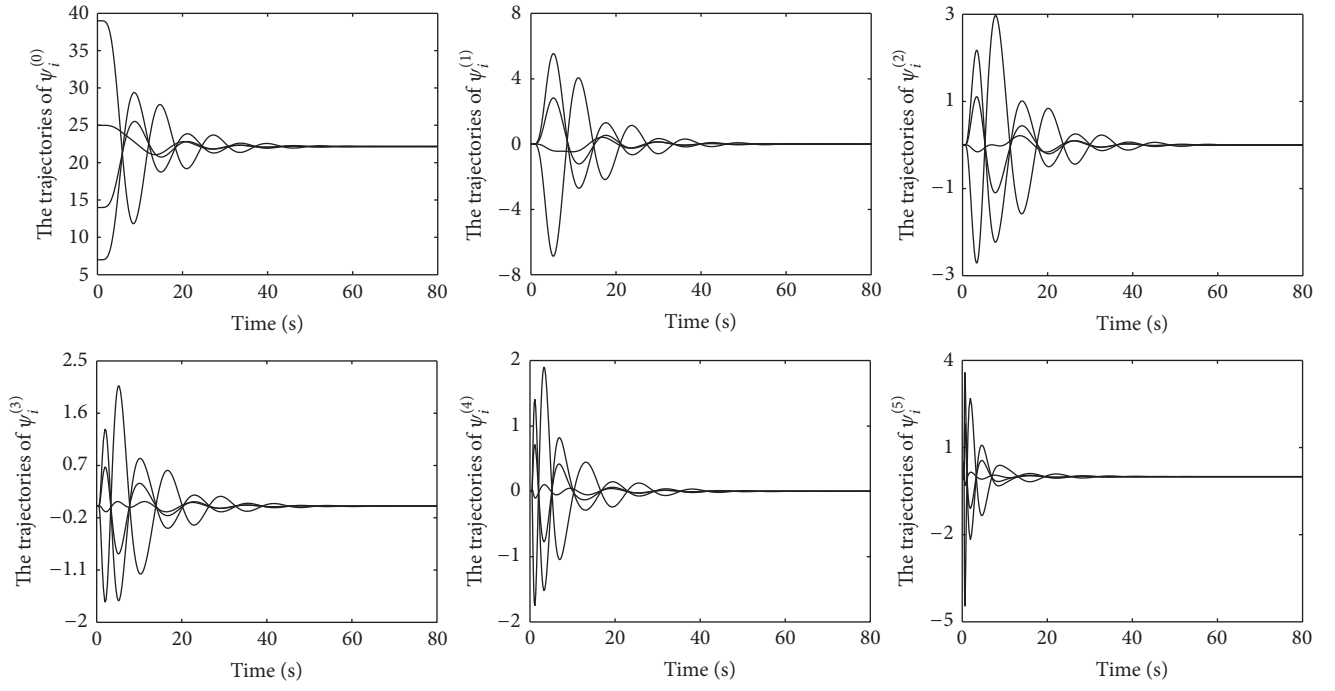 The trajectories of ψ_i^(0)
40
35
30
25
20
15
10
5
0 20 40 60 80
Time (s)
The trajectories of ψ_i^(1)
8
4
0
−4
−8
0 20 40 60 80
Time (s)
The trajectories of ψ_i^(2)
3
1
−1
−3
0 20 40 60 80
Time (s)
The trajectories of ψ_i^(3)
2.5
1.6
0.7
−0.2
−1.1
−2
0 20 40 60 80
Time (s)
The trajectories of ψ_i^(4)
2
1
0
−1
−2
0 20 40 60 80
Time (s)
The trajectories of ψ_i^(5)
4
1
−2
−5
0 20 40 60 80
Time (s)